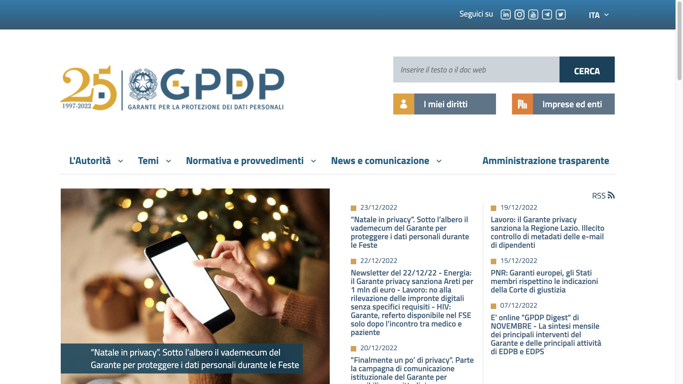 Seguici su
ITA
25
1997-2022
GPDP
GARANTE PER LA PROTEZIONE DEI DATI PERSONALI
Inserire il testo o il doc web
CERCA
I miei diritti
Imprese ed enti
L'Autorità
Temi
Normativa e provvedimenti
News e comunicazione
Amministrazione trasparente
"Natale in privacy". Sotto l'albero il vademecum del
Garante per proteggere i dati personali durante le feste
RSS
23/12/2022
"Natale in privacy". Sotto l'albero il
vademecum del Garante per
proteggere i dati personali durante
le Feste
22/12/2022
Newsletter del 22/12/22 - Energia:
il Garante privacy sanziona Areti per
1 mln di euro - Lavoro: no alla
rilevazione delle impronte digitali
senza specifici requisiti - HIV:
Garante, referto disponibile nel FSE
solo dopo l'incontro tra medico e
paziente
20/12/2022
"Finalmente un po' di privacy". Parte
la campagna di comunicazione
istituzionale del Garante per
19/12/2022
Lavoro: il Garante privacy
sanziona la Regione Lazio. Illecito
controllo di metadati delle e-mail
di dipendenti
15/12/2022
PNR: Garanti europei, gli Stati
membri rispettino le indicazioni
della Corte di giustizia
07/12/2022
E' online "GPDP Digest" di
NOVEMBRE - La sintesi mensile
dei principali interventi del
Garante e delle principali attività
di EDPB e EDPS